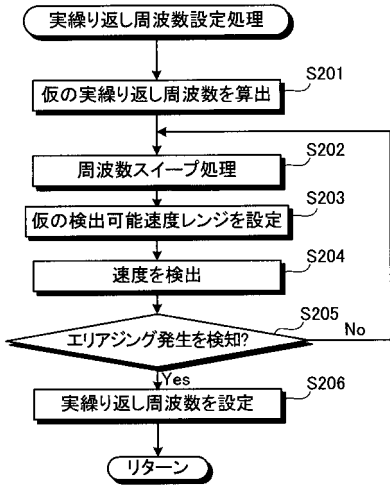 実繰り返し周波数設定処理
S201
仮の実繰り返し周波数を算出
S202
周波数スイープ処理
S203
仮の検出可能速度レンジを設定
S204
速度を検出
S205
エリアジング発生を検知?
No
Yes
S206
実繰り返し周波数を設定
リターン